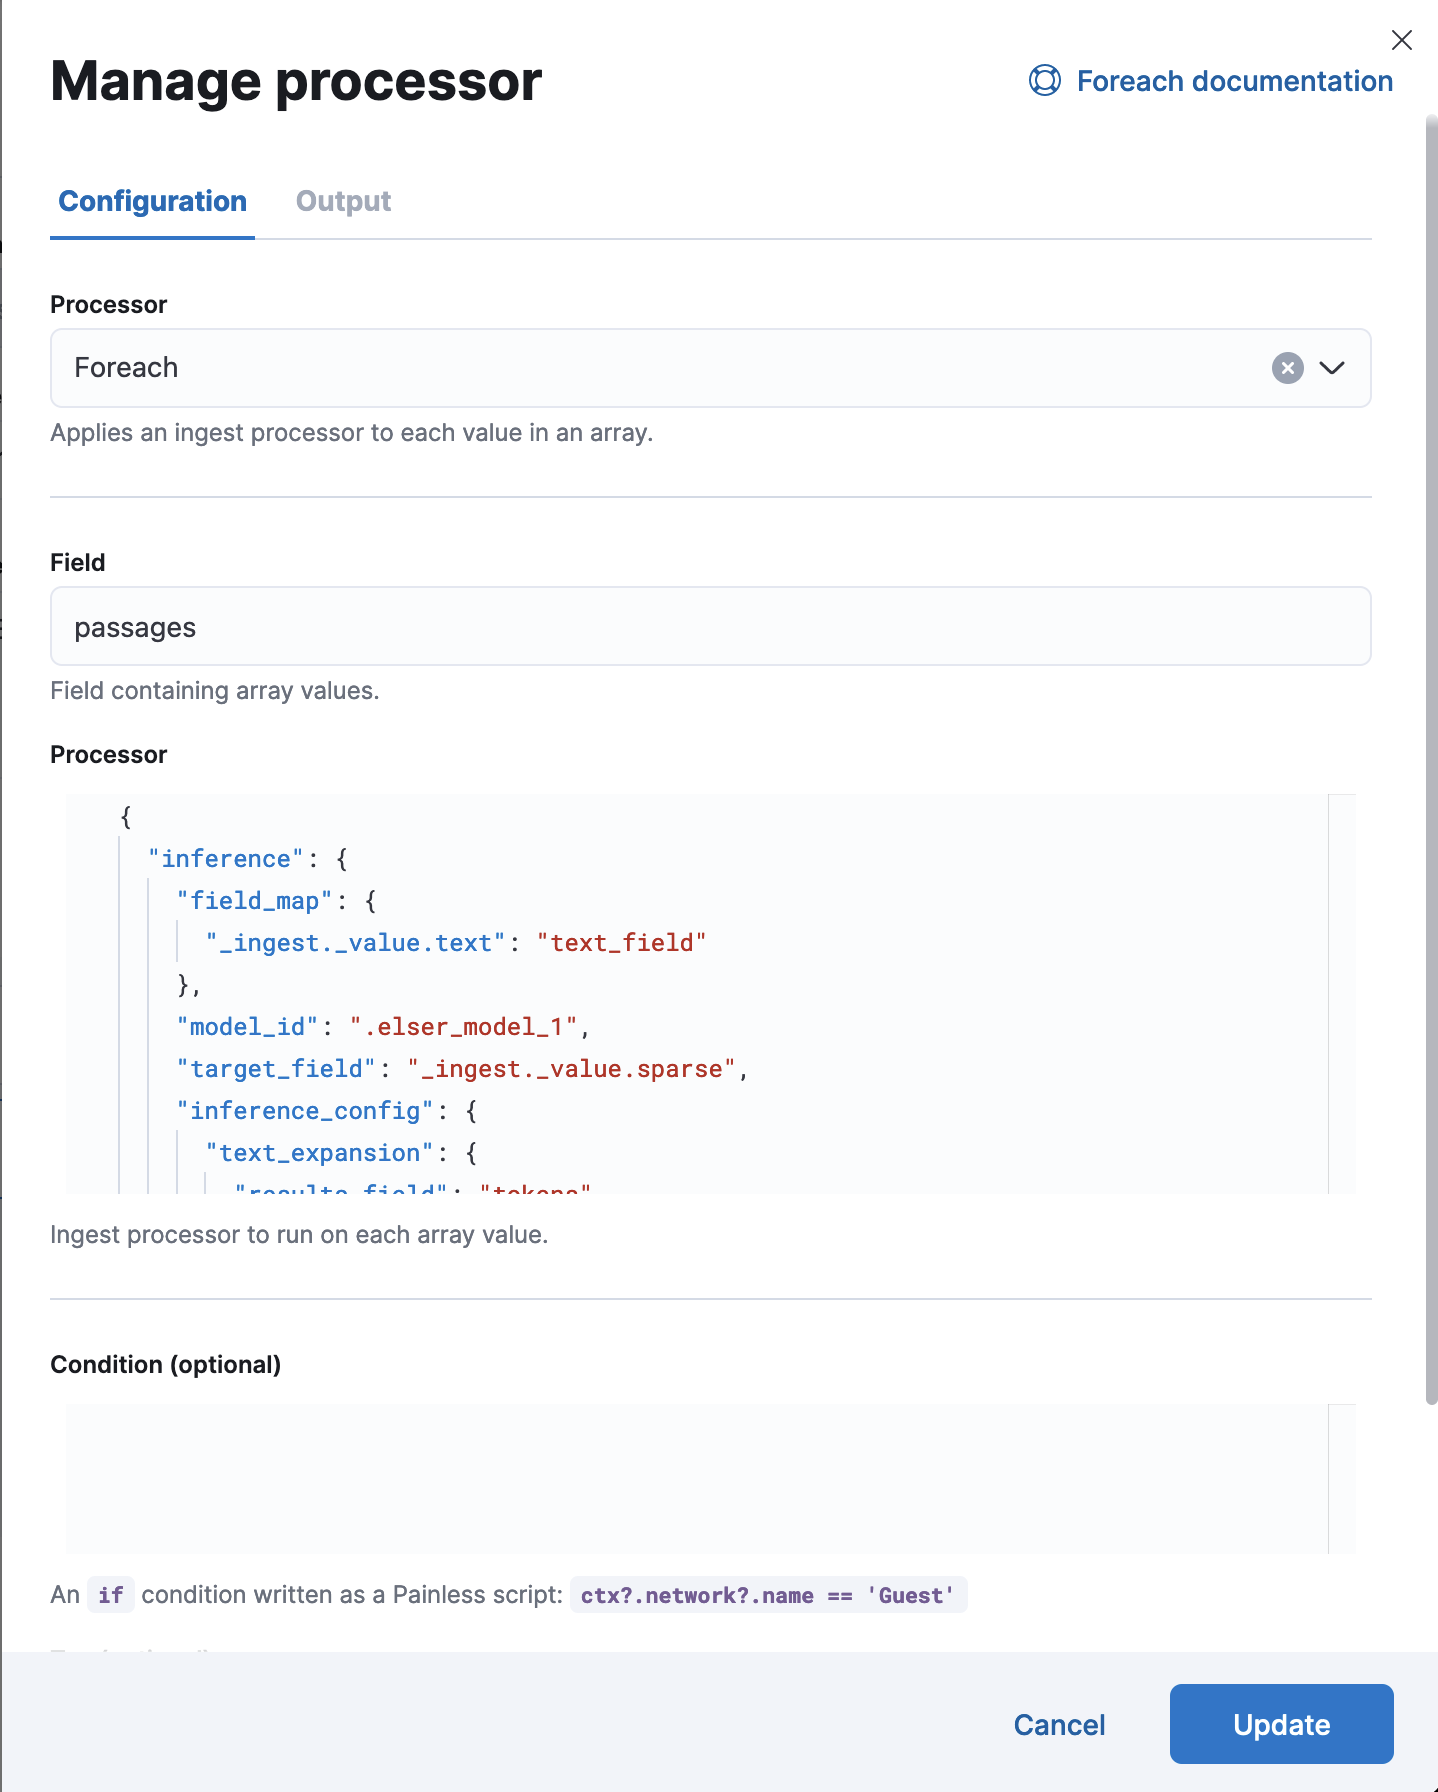 Manage processor
Foreach documentation
Configuration Output
Processor
Foreach
Applies an ingest processor to each value in an array.
Field
passages
Field containing array values.
Processor
{
"inference": {
"field_map": {
"_ingest._value.text": "text_field"
},
"model_id": ".elser_model_1",
"target_field": "_ingest._value.sparse",
"inference_config": {
"text_expansion": {
"results_field": "tokens"
Ingest processor to run on each array value.
Condition (optional)
An if condition written as a Painless script: ctx?.network?.name == 'Guest'
Cancel
Update